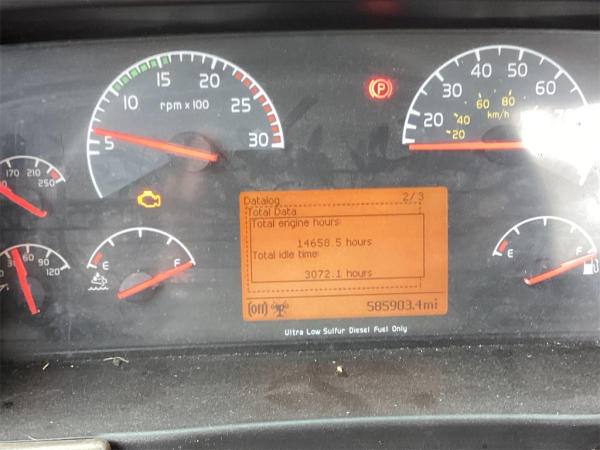 5 10 15 20 25 30
rpm x 100
P
20 30 40 50 60
20 40 60 80
km/h
170 210 250
E F
30 60 90 120
E F
Datalog 2/3
Total Data
Total engine hours:
14658.5 hours
Total idle time:
3072.1 hours
585903.4mi
Ultra Low Sulfur Diesel Fuel Only